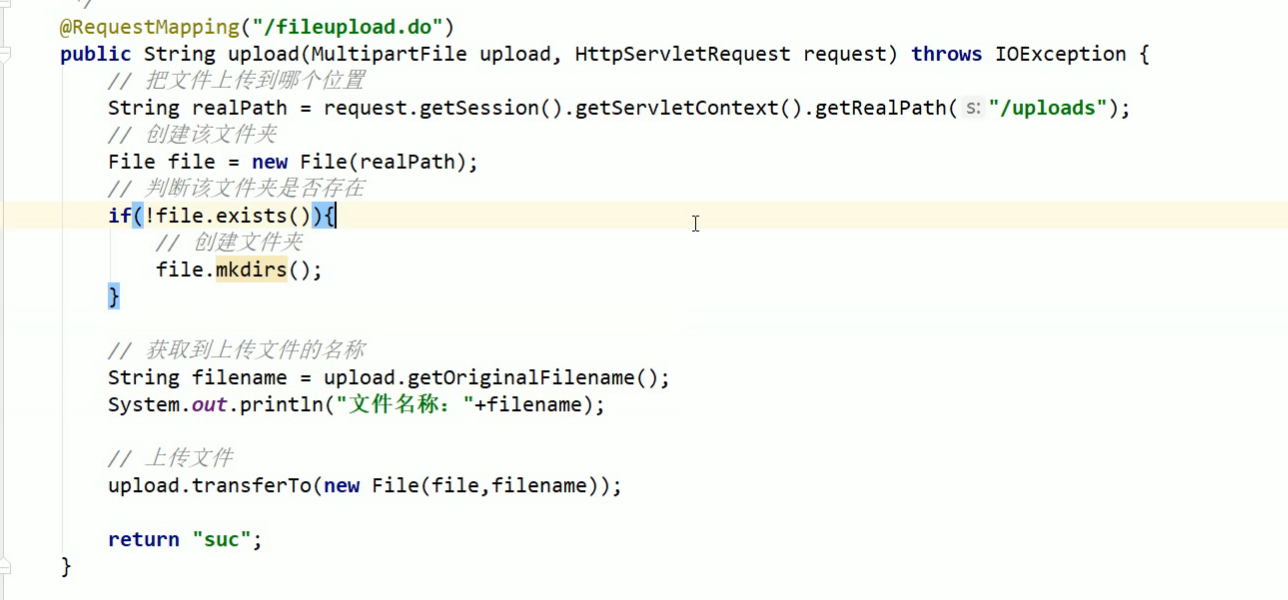 */
@RequestMapping("/fileupload.do")
public String upload(MultipartFile upload, HttpServletRequest request) throws IOException {
// 把文件上传到哪个位置
String realPath = request.getSession().getServletContext().getRealPath( s: "/uploads");
// 创建该文件夹
File file = new File(realPath);
// 判断该文件夹是否存在
if(!file.exists()){
// 创建文件夹
file.mkdirs();
}
// 获取到上传文件的名称
String filename = upload.getOriginalFilename();
System.out.println("文件名称："+filename);
// 上传文件
upload.transferTo(new File(file,filename));
return "suc";
}